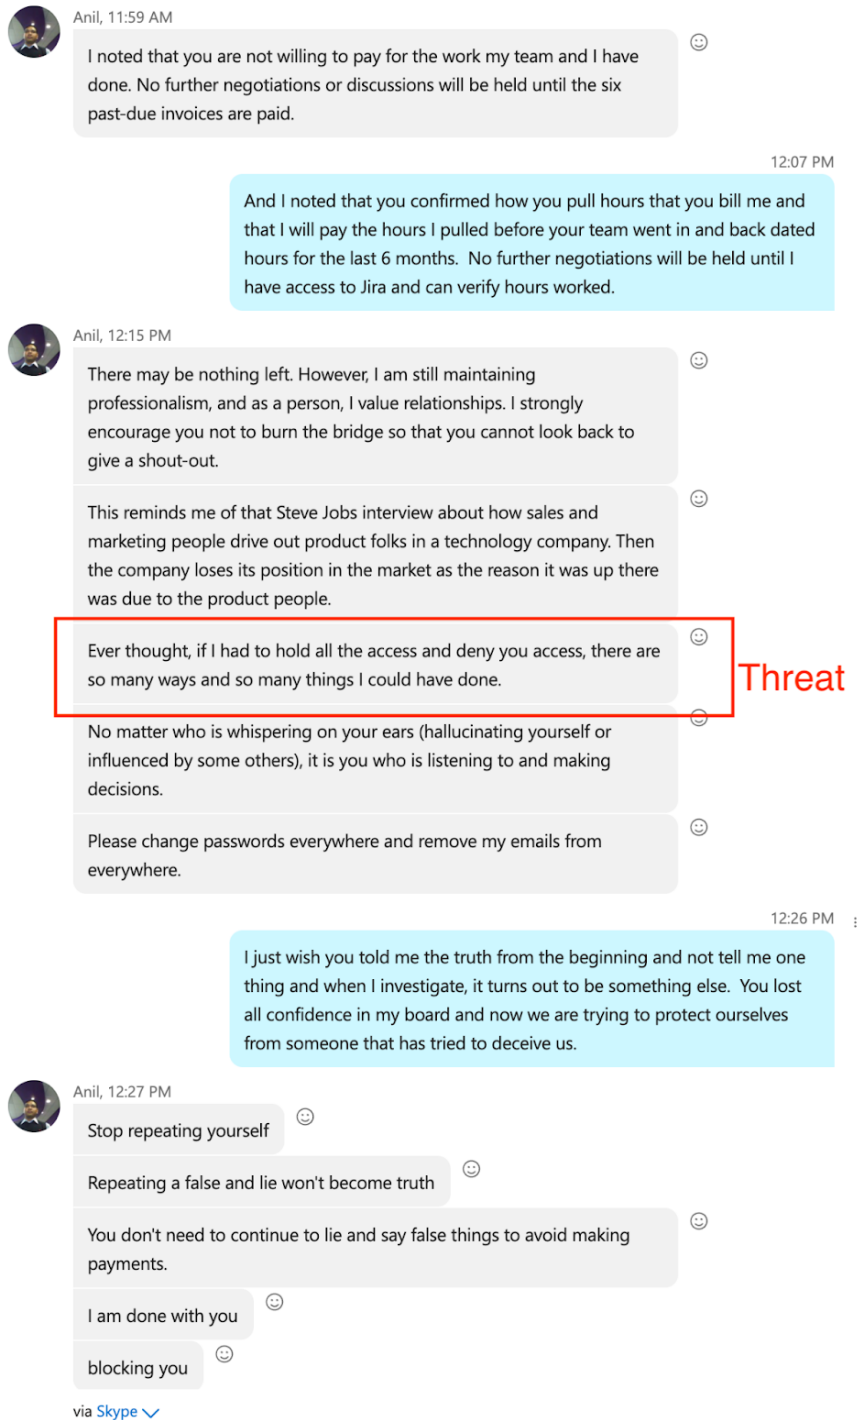 Anil, 11:59 AM
I noted that you are not willing to pay for the work my team and I have
done. No further negotiations or discussions will be held until the six
past-due invoices are paid.
12:07 PM
And I noted that you confirmed how you pull hours that you bill me and
that I will pay the hours I pulled before your team went in and back dated
hours for the last 6 months.  No further negotiations will be held until I
have access to Jira and can verify hours worked.
Anil, 12:15 PM
There may be nothing left. However, I am still maintaining
professionalism, and as a person, I value relationships. I strongly
encourage you not to burn the bridge so that you cannot look back to
give a shout-out.
This reminds me of that Steve Jobs interview about how sales and
marketing people drive out product folks in a technology company. Then
the company loses its position in the market as the reason it was up there
was due to the product people.
Ever thought, if I had to hold all the access and deny you access, there are
so many ways and so many things I could have done.
Threat
No matter who is whispering on your ears (hallucinating yourself or
influenced by some others), it is you who is listening to and making
decisions.
Please change passwords everywhere and remove my emails from
everywhere.
12:26 PM
I just wish you told me the truth from the beginning and not tell me one
thing and when I investigate, it turns out to be something else.  You lost
all confidence in my board and now we are trying to protect ourselves
from someone that has tried to deceive us.
Anil, 12:27 PM
Stop repeating yourself
Repeating a false and lie won't become truth
You don't need to continue to lie and say false things to avoid making
payments.
I am done with you
blocking you
via Skype